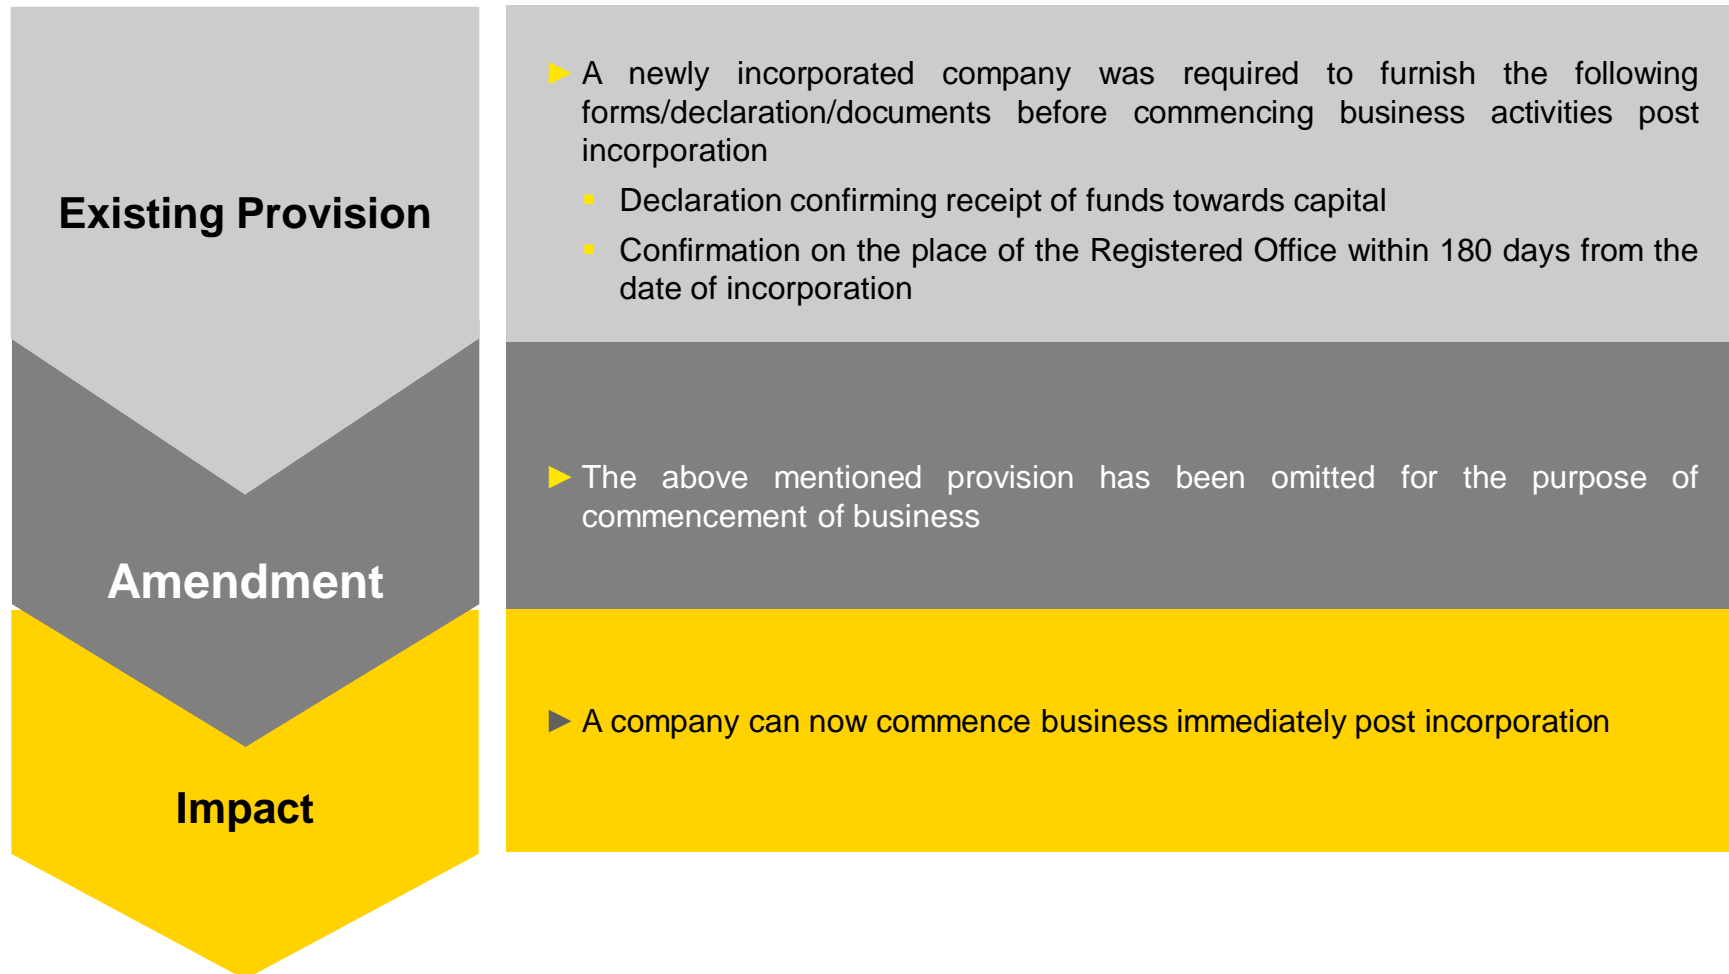 Existing Provision
► A newly incorporated company was required to furnish the following
forms/declaration/documents before commencing business activities post
incorporation
▪ Declaration confirming receipt of funds towards capital
▪ Confirmation on the place of the Registered Office within 180 days from the
date of incorporation
Amendment
► The above mentioned provision has been omitted for the purpose of
commencement of business
Impact
► A company can now commence business immediately post incorporation